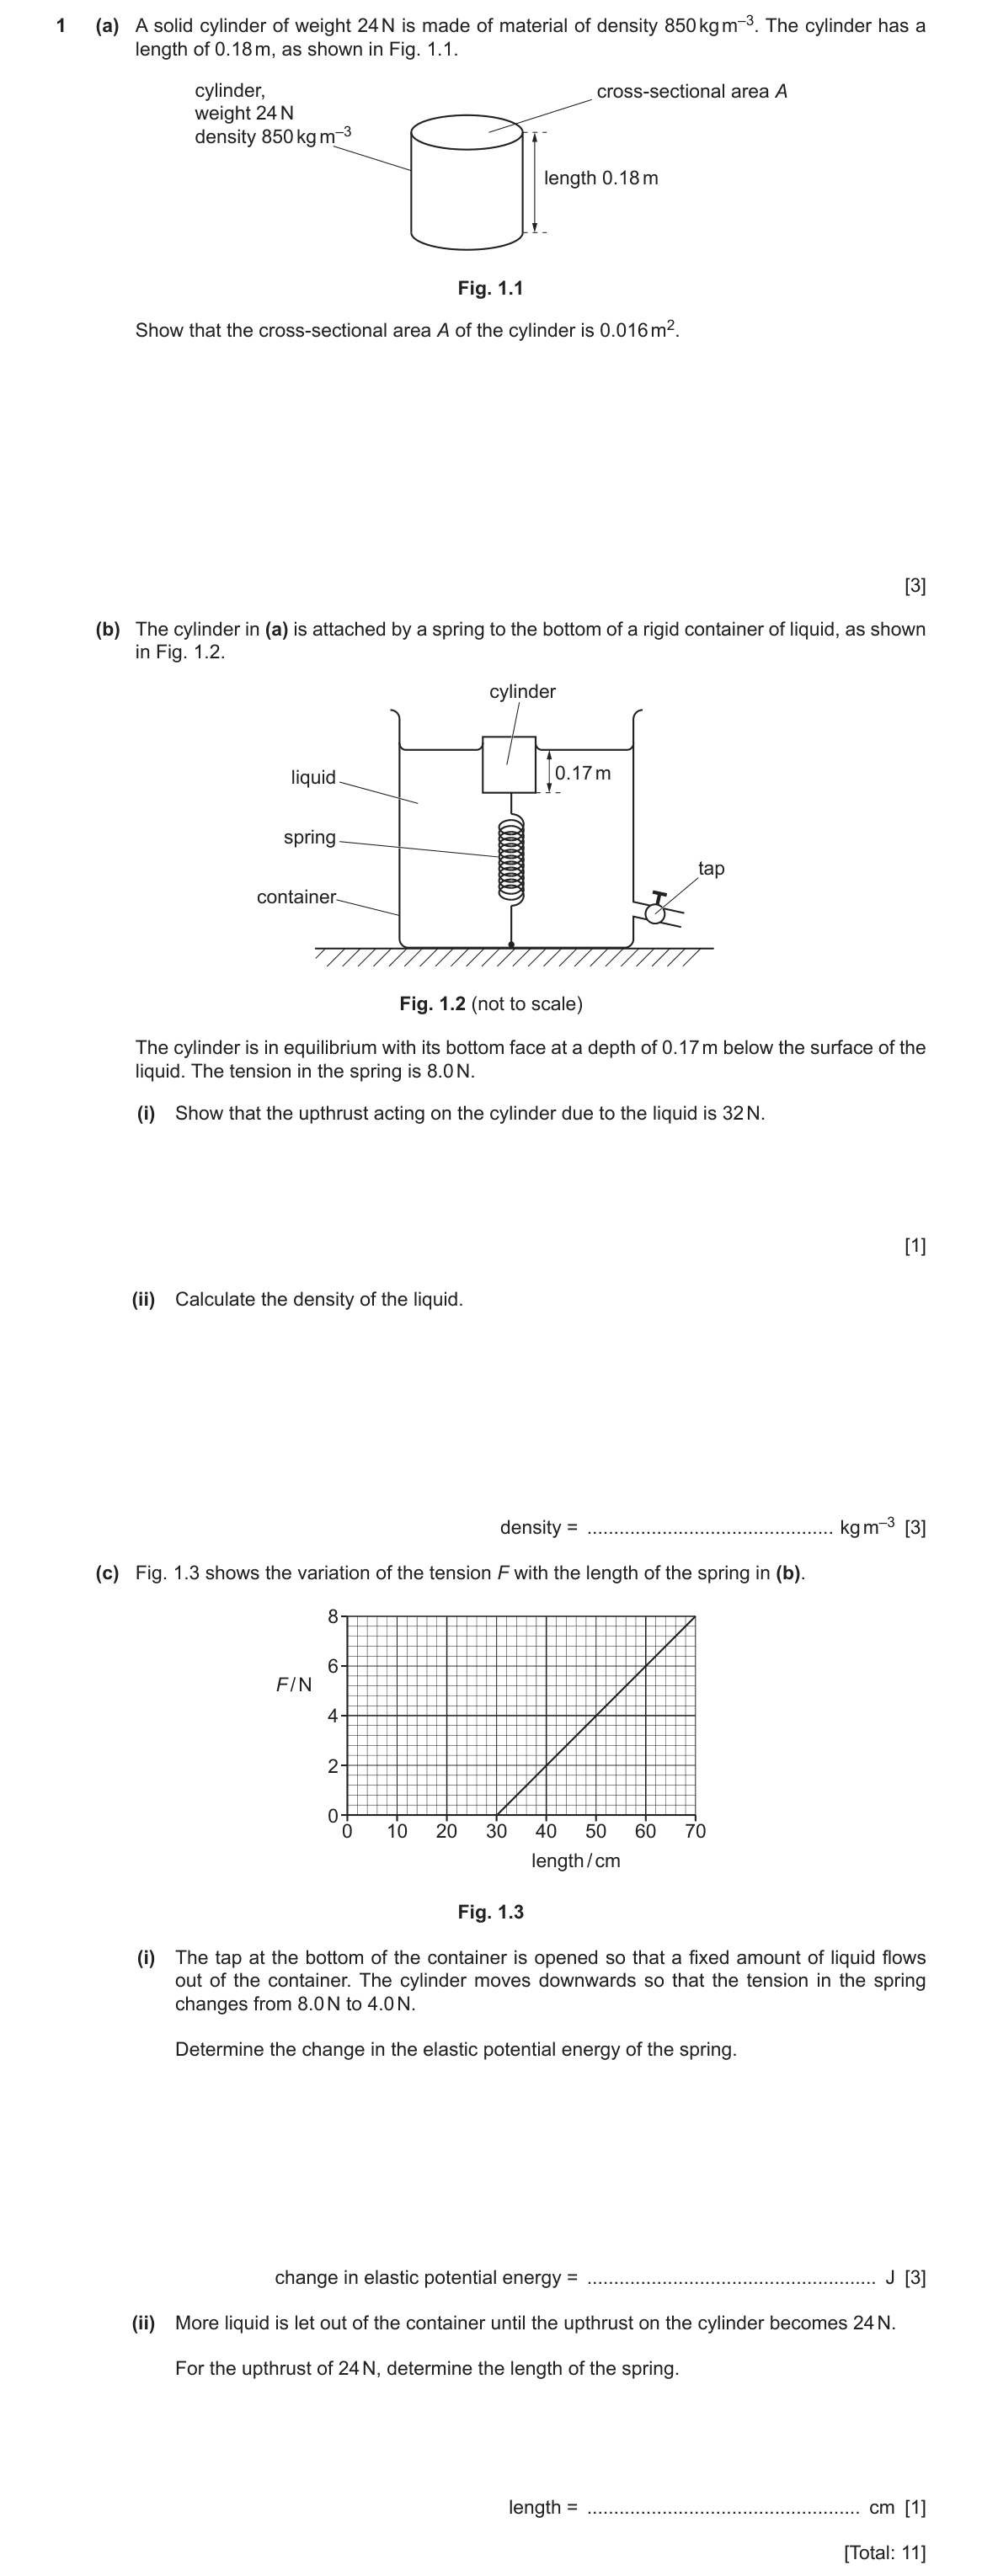 1 (a) A solid cylinder of weight 24 N is made of material of density 850 kg m⁻³. The cylinder has a
length of 0.18 m, as shown in Fig. 1.1.
cylinder,
weight 24 N
density 850 kg m⁻³
cross-sectional area A
length 0.18 m
Fig. 1.1
Show that the cross-sectional area A of the cylinder is 0.016 m².
[3]
(b) The cylinder in (a) is attached by a spring to the bottom of a rigid container of liquid, as shown
in Fig. 1.2.
cylinder
liquid
0.17 m
spring
tap
container
Fig. 1.2 (not to scale)
The cylinder is in equilibrium with its bottom face at a depth of 0.17 m below the surface of the
liquid. The tension in the spring is 8.0 N.
(i) Show that the upthrust acting on the cylinder due to the liquid is 32 N.
[1]
(ii) Calculate the density of the liquid.
density = .............................................. kg m⁻³ [3]
(c) Fig. 1.3 shows the variation of the tension F with the length of the spring in (b).
8
6
F / N
4
2
0
0 10 20 30 40 50 60 70
length / cm
Fig. 1.3
(i) The tap at the bottom of the container is opened so that a fixed amount of liquid flows
out of the container. The cylinder moves downwards so that the tension in the spring
changes from 8.0 N to 4.0 N.
Determine the change in the elastic potential energy of the spring.
change in elastic potential energy = ...................................................... J [3]
(ii) More liquid is let out of the container until the upthrust on the cylinder becomes 24 N.
For the upthrust of 24 N, determine the length of the spring.
length = ................................................... cm [1]
[Total: 11]